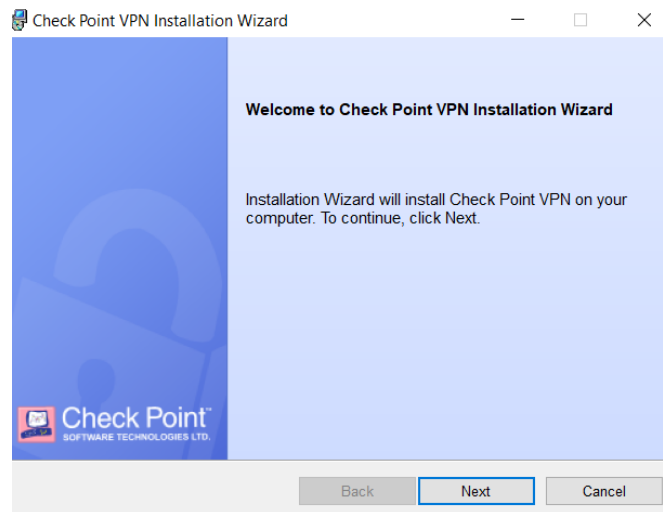 Check Point VPN Installation Wizard
Welcome to Check Point VPN Installation Wizard
Installation Wizard will install Check Point VPN on your
computer. To continue, click Next.
Check Point™
SOFTWARE TECHNOLOGIES LTD.
Back
Next
Cancel